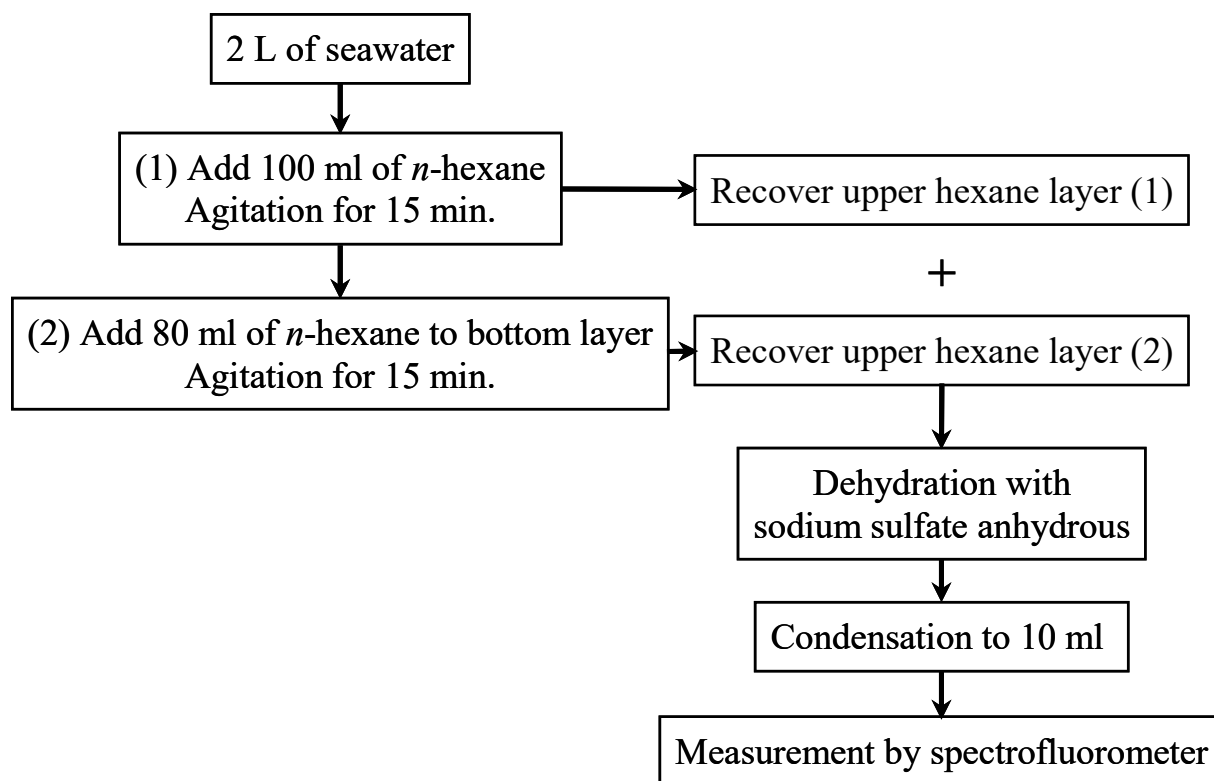 2 L of seawater
(1) Add 100 ml of n-hexane
Agitation for 15 min.
Recover upper hexane layer (1)
+
(2) Add 80 ml of n-hexane to bottom layer
Agitation for 15 min.
Recover upper hexane layer (2)
Dehydration with
sodium sulfate anhydrous
Condensation to 10 ml
Measurement by spectrofluorometer